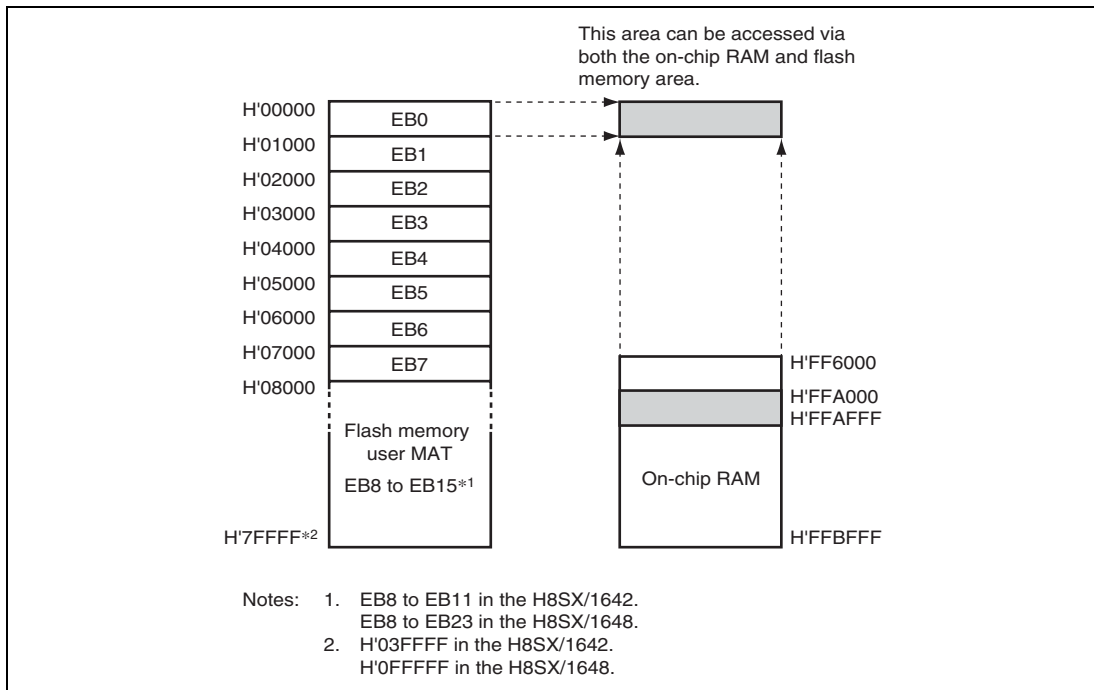 This area can be accessed via
both the on-chip RAM and flash
memory area.
H'00000
EB0
H'01000
EB1
H'02000
EB2
H'03000
EB3
H'04000
EB4
H'05000
EB5
H'06000
EB6
H'07000
EB7
H'08000
Flash memory
user MAT
EB8 to EB15*1
H'7FFFF*2
H'FF6000
H'FFA000
H'FFAFFF
On-chip RAM
H'FFBFFF
Notes: 1. EB8 to EB11 in the H8SX/1642.
EB8 to EB23 in the H8SX/1648.
2. H'03FFFF in the H8SX/1642.
H'0FFFFF in the H8SX/1648.